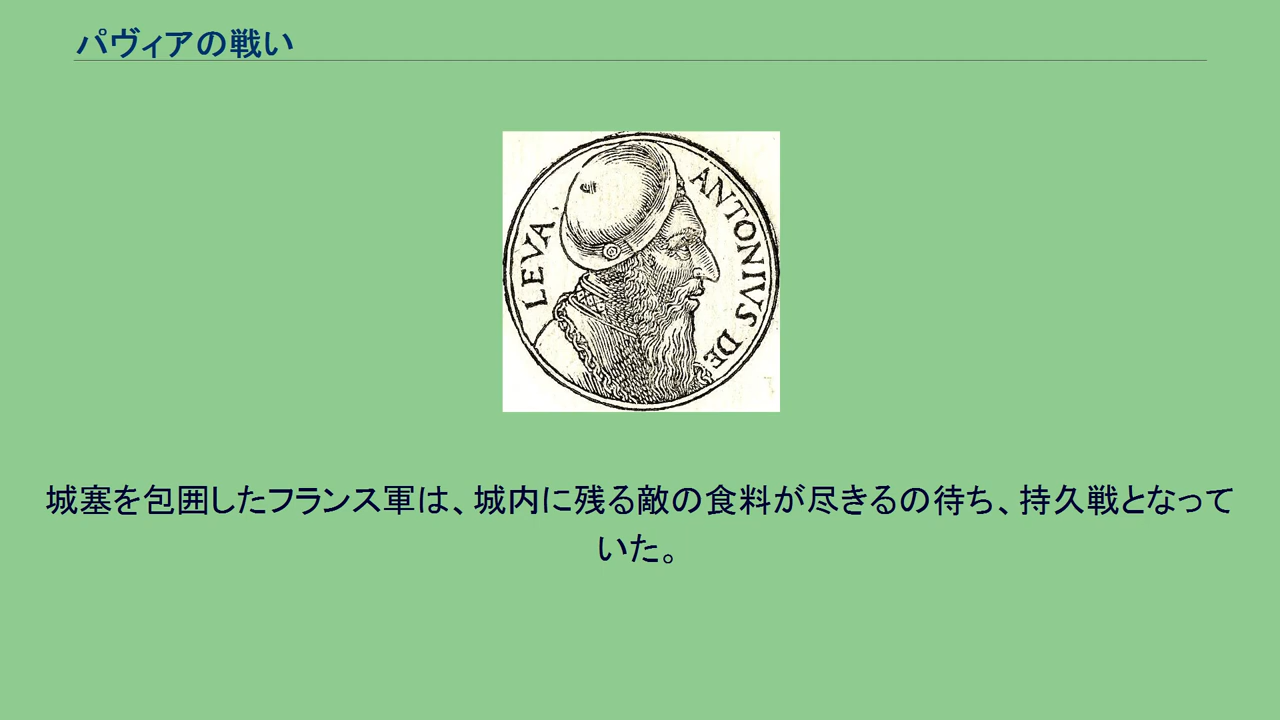 パヴィアの戦い
LEVA
ANTONIVS DE
城塞を包囲したフランス軍は、城内に残る敵の食料が尽きるの待ち、持久戦となって
いた。